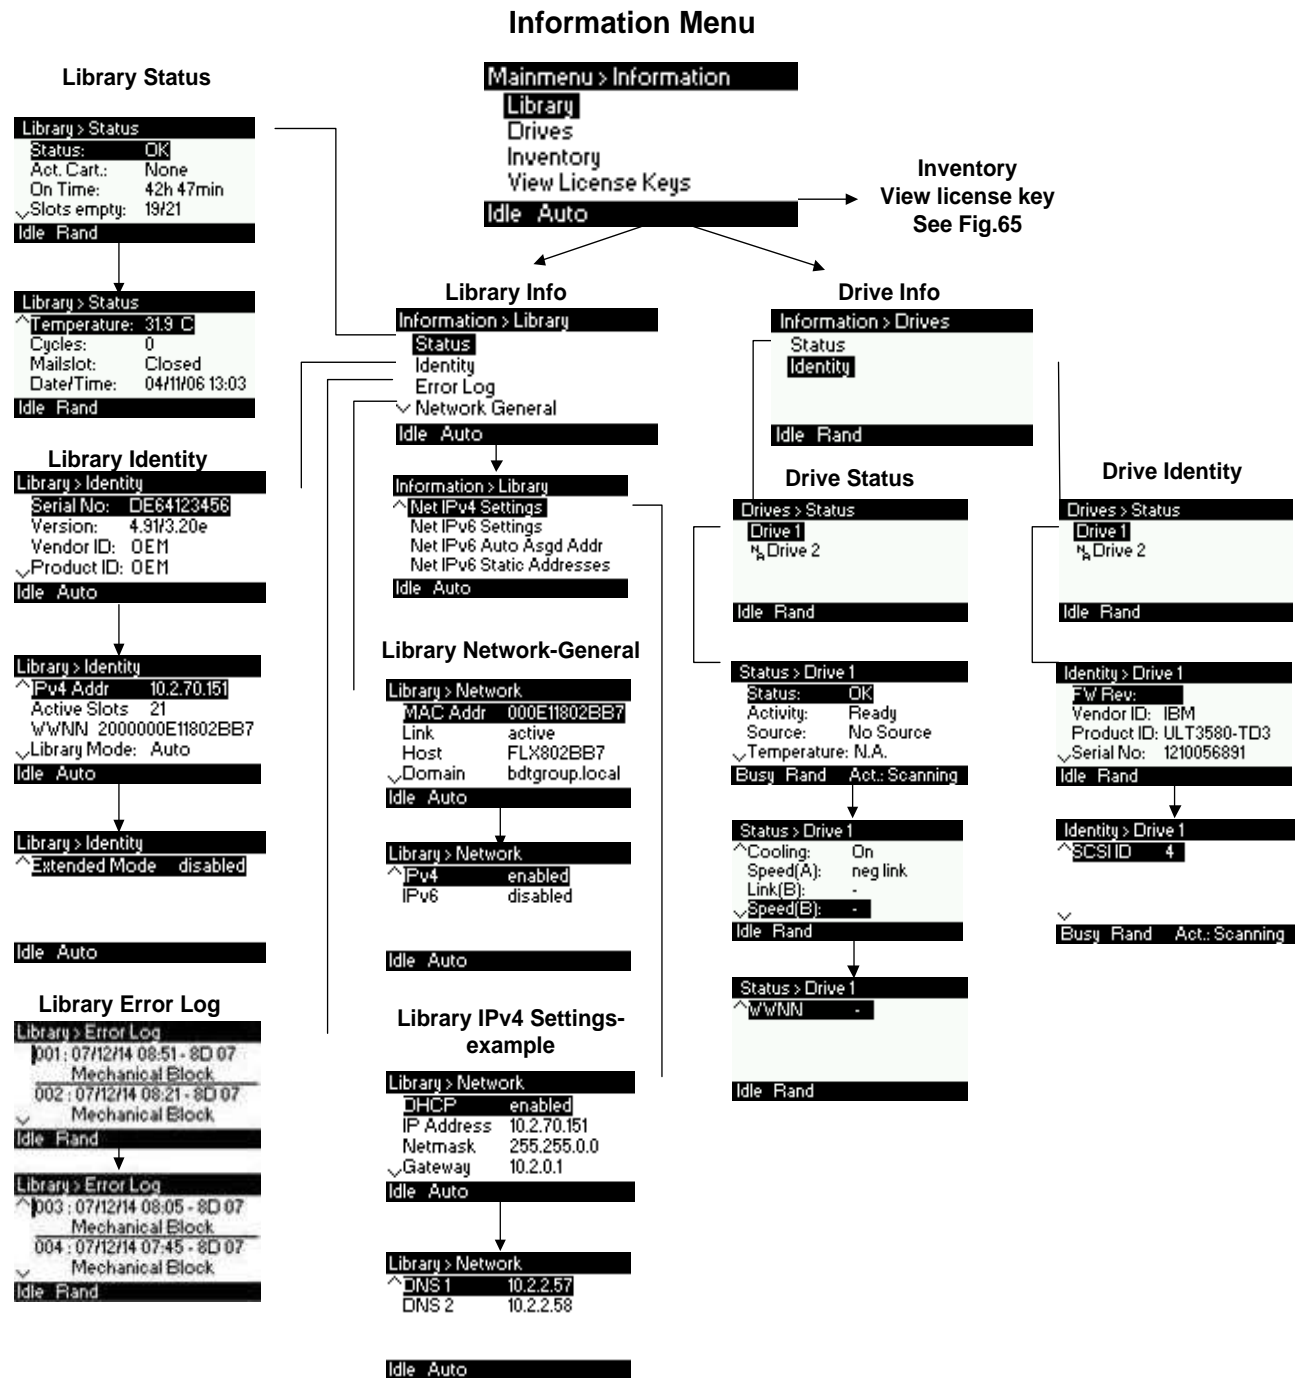 Information Menu
Library Status
Library > Status
Status: OK
Act. Cart.: None
On Time: 42h 47min
Slots empty: 19/21
Idle Rand
Library > Status
Temperature: 31.9 C
Cycles: 0
Mailslot: Closed
Date/Time: 04/11/06 13:03
Idle Rand
Library Identity
Library > Identity
Serial No: DE64123456
Version: 4.91/3.20e
Vendor ID: OEM
Product ID: OEM
Idle Auto
Library > Identity
IPv4 Addr 10.2.70.151
Active Slots 21
WWNN 2000000E11802BB7
Library Mode: Auto
Idle Auto
Library > Identity
Extended Mode disabled
Idle Auto
Library Error Log
Library > Error Log
001 : 07/12/14 08:51 - 8D 07
Mechanical Block
002 : 07/12/14 08:21 - 8D 07
Mechanical Block
Idle Rand
Library > Error Log
003 : 07/12/14 08:05 - 8D 07
Mechanical Block
004 : 07/12/14 07:45 - 8D 07
Mechanical Block
Idle Rand
Mainmenu > Information
Library
Drives
Inventory
View License Keys
Idle Auto
Inventory
View license key
See Fig.65
Library Info
Information > Library
Status
Identity
Error Log
Network General
Idle Auto
Information > Library
Net IPv4 Settings
Net IPv6 Settings
Net IPv6 Auto Asgd Addr
Net IPv6 Static Addresses
Idle Auto
Library Network-General
Library > Network
MAC Addr 000E11802BB7
Link active
Host FLX802BB7
Domain bdtgroup.local
Idle Auto
Library > Network
IPv4 enabled
IPv6 disabled
Idle Auto
Library IPv4 Settings-
example
Library > Network
DHCP enabled
IP Address 10.2.70.151
Netmask 255.255.0.0
Gateway 10.2.0.1
Idle Auto
Library > Network
DNS 1 10.2.2.57
DNS 2 10.2.2.58
Idle Auto
Drive Info
Information > Drives
Status
Identity
Idle Rand
Drive Status
Drives > Status
Drive 1
NA Drive 2
Idle Rand
Status > Drive 1
Status: OK
Activity: Ready
Source: No Source
Temperature: N.A.
Busy Rand Act.: Scanning
Status > Drive 1
Cooling: On
Speed(A): neg link
Link(B): -
Speed(B): -
Idle Rand
Status > Drive 1
WWNN -
Idle Rand
Drive Identity
Drives > Status
Drive 1
NA Drive 2
Idle Rand
Identity > Drive 1
FW Rev:
Vendor ID: IBM
Product ID: ULT3580-TD3
Serial No: 1210056891
Idle Rand
Identity > Drive 1
SCSI ID 4
Busy Rand Act.: Scanning